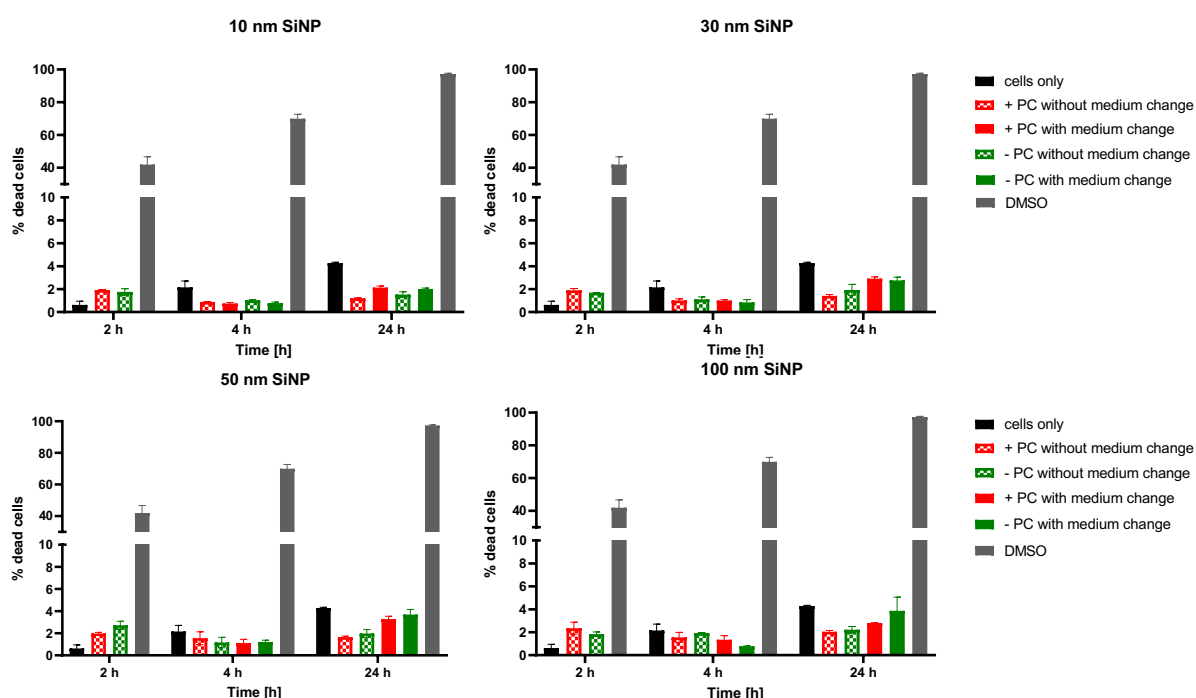 10 nm SiNP
% dead cells
100
80
60
40
10
8
6
4
2
0
2 h
4 h
24 h
Time [h]
30 nm SiNP
% dead cells
100
80
60
40
10
8
6
4
2
0
2 h
4 h
24 h
Time [h]
cells only
+ PC without medium change
+ PC with medium change
- PC without medium change
- PC with medium change
DMSO
50 nm SiNP
% dead cells
100
80
60
40
10
8
6
4
2
0
2 h
4 h
24 h
Time [h]
100 nm SiNP
% dead cells
100
80
60
40
10
8
6
4
2
0
2 h
4 h
24 h
Time [h]
cells only
+ PC without medium change
- PC without medium change
+ PC with medium change
- PC with medium change
DMSO